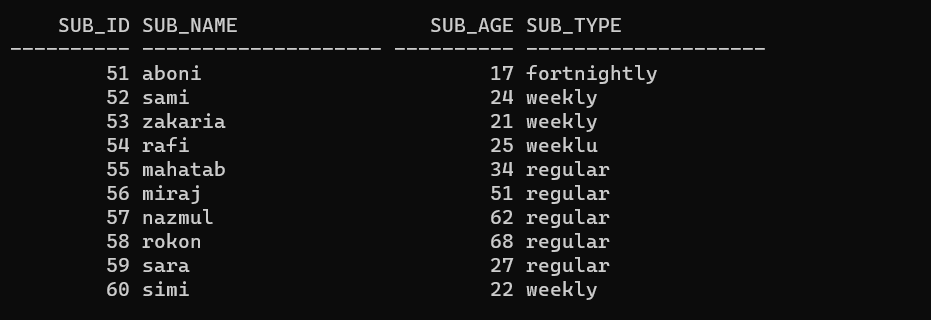 SUB_ID SUB_NAME SUB_AGE SUB_TYPE
---------- -------------------- ---------- --------------------
51 aboni 17 fortnightly
52 sami 24 weekly
53 zakaria 21 weekly
54 rafi 25 weeklu
55 mahatab 34 regular
56 miraj 51 regular
57 nazmul 62 regular
58 rokon 68 regular
59 sara 27 regular
60 simi 22 weekly